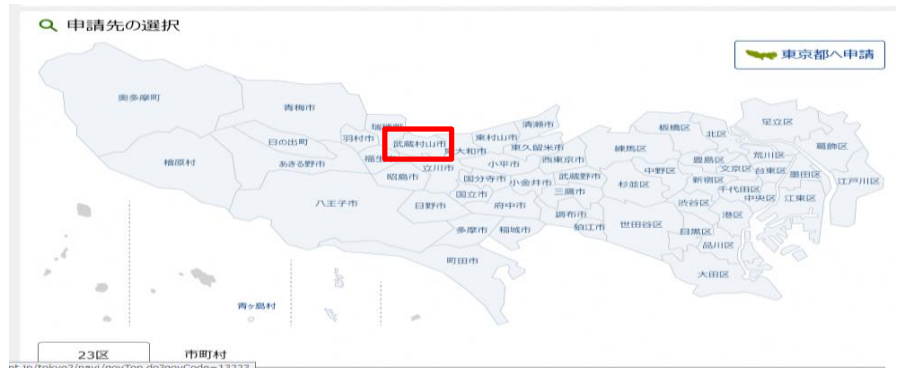 申請先の選択
東京都へ申請
奥多摩町
青梅市
瑞穂町
清瀬市
板橋区
北区
足立区
日の出町
羽村市
武蔵村山市
東村山市
東大和市
東久留米市
練馬区
葛飾区
檜原村
あきる野市
立川市
小平市
西東京市
中野区
豊島区
荒川区
文京区
台東区
墨田区
江戸川区
昭島市
国分寺市
小金井市
武蔵野市
杉並区
新宿区
千代田区
中央区
江東区
八王子市
日野市
国立市
府中市
三鷹市
渋谷区
調布市
狛江市
世田谷区
目黒区
港区
多摩市
稲城市
品川区
町田市
大田区
青ヶ島村
23区
市町村